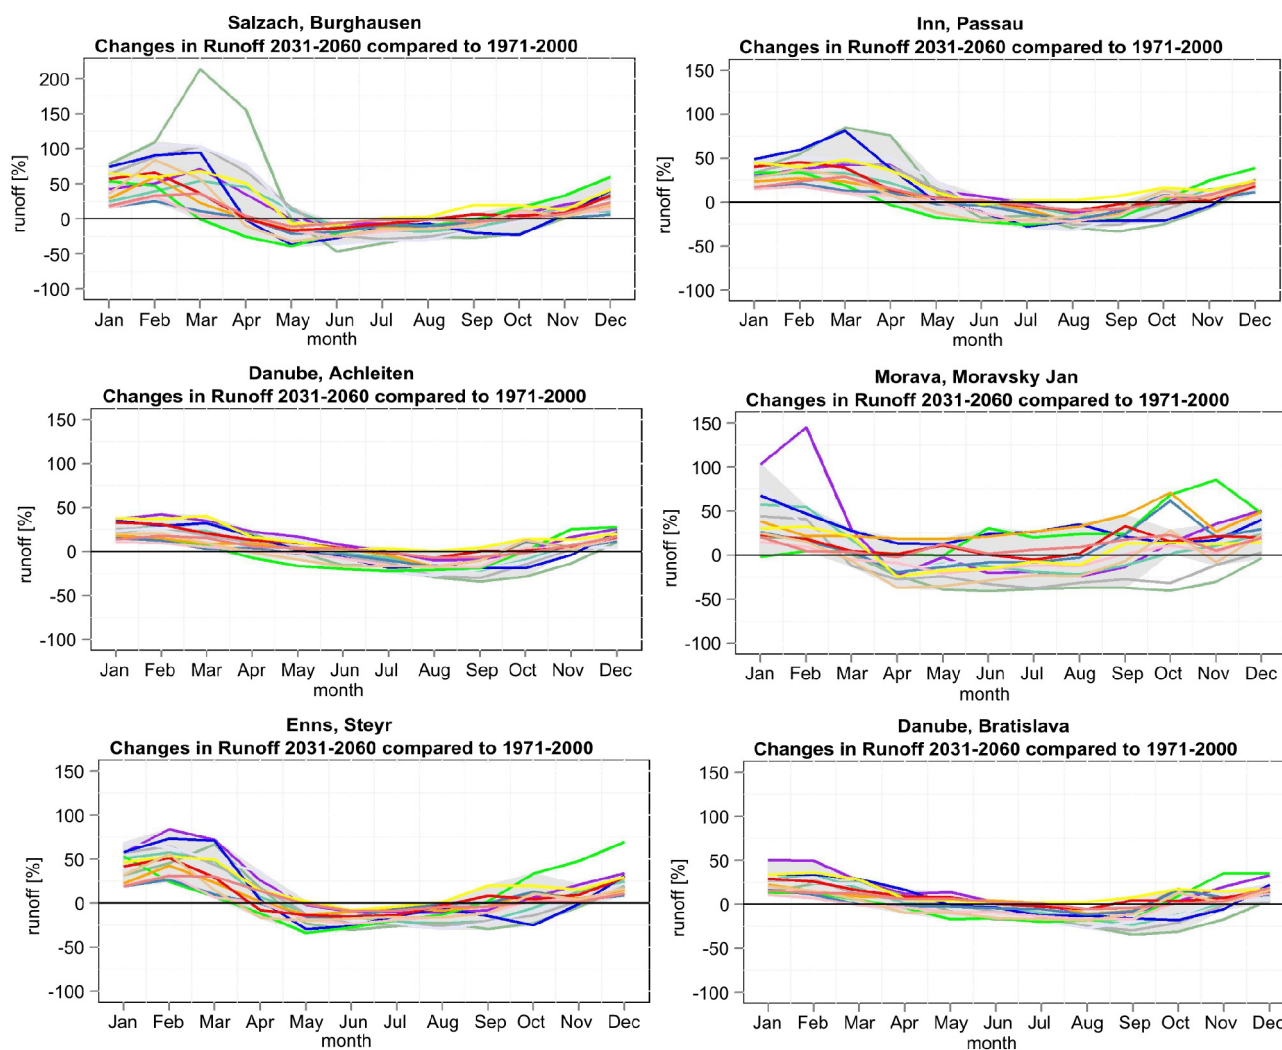 Salzach, Burghausen
Changes in Runoff 2031-2060 compared to 1971-2000
runoff [%]
200
150
100
50
0
-50
-100
Jan Feb Mar Apr May Jun Jul Aug Sep Oct Nov Dec
month
Inn, Passau
Changes in Runoff 2031-2060 compared to 1971-2000
runoff [%]
150
100
50
0
-50
-100
Jan Feb Mar Apr May Jun Jul Aug Sep Oct Nov Dec
month
Danube, Achleiten
Changes in Runoff 2031-2060 compared to 1971-2000
runoff [%]
150
100
50
0
-50
-100
Jan Feb Mar Apr May Jun Jul Aug Sep Oct Nov Dec
month
Morava, Moravsky Jan
Changes in Runoff 2031-2060 compared to 1971-2000
runoff [%]
150
100
50
0
-50
-100
Jan Feb Mar Apr May Jun Jul Aug Sep Oct Nov Dec
month
Enns, Steyr
Changes in Runoff 2031-2060 compared to 1971-2000
runoff [%]
150
100
50
0
-50
-100
Jan Feb Mar Apr May Jun Jul Aug Sep Oct Nov Dec
month
Danube, Bratislava
Changes in Runoff 2031-2060 compared to 1971-2000
runoff [%]
150
100
50
0
-50
-100
Jan Feb Mar Apr May Jun Jul Aug Sep Oct Nov Dec
month